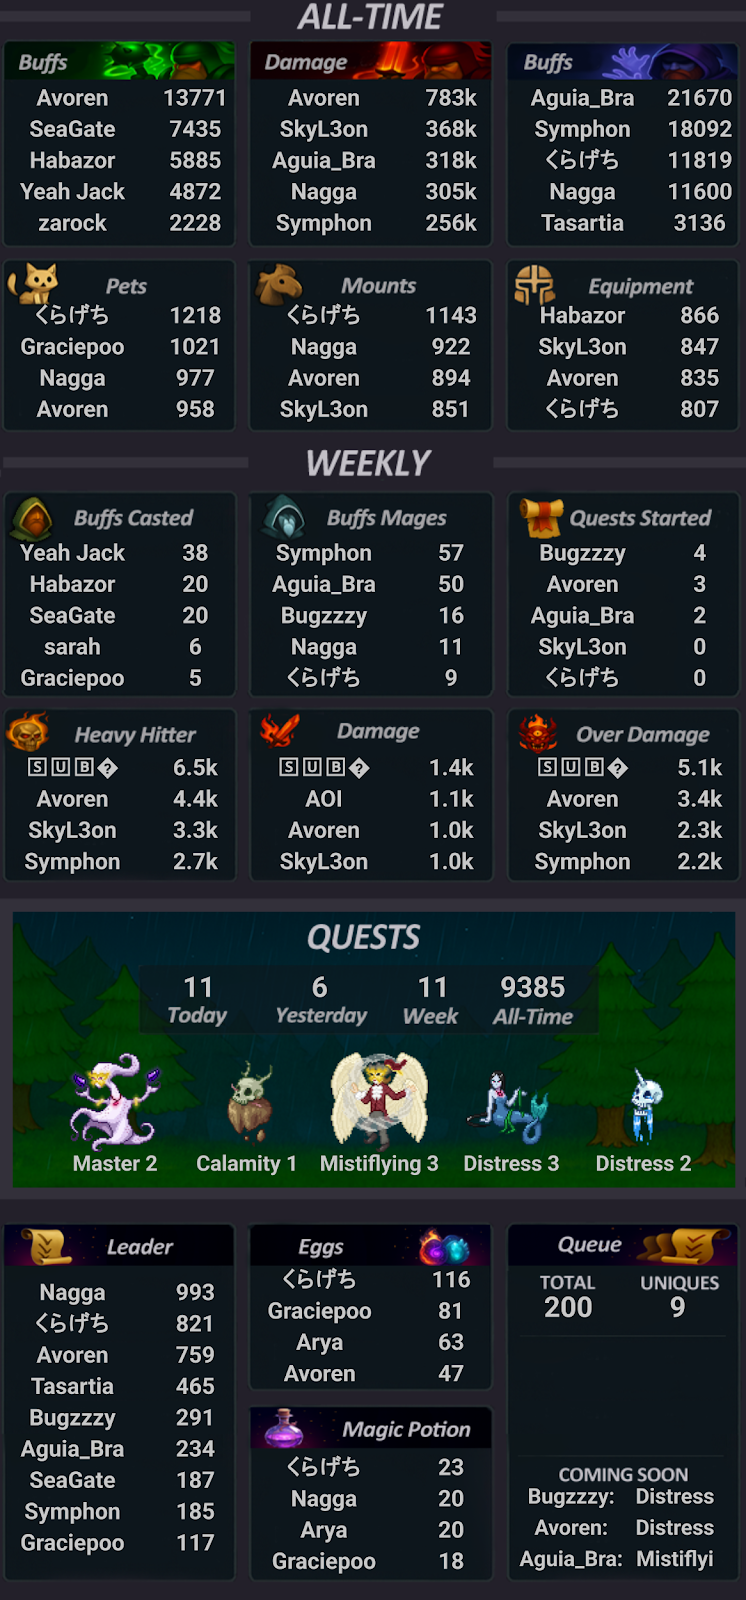 ALL-TIME
Buffs
Avoren 13771
SeaGate 7435
Habazor 5885
Yeah Jack 4872
zarock 2228
Damage
Avoren 783k
SkyL3on 368k
Aguia_Bra 318k
Nagga 305k
Symphon 256k
Buffs
Aguia_Bra 21670
Symphon 18092
くらげち 11819
Nagga 11600
Tasartia 3136
Pets
くらげち 1218
Graciepoo 1021
Nagga 977
Avoren 958
Mounts
くらげち 1143
Nagga 922
Avoren 894
SkyL3on 851
Equipment
Habazor 866
SkyL3on 847
Avoren 835
くらげち 807
WEEKLY
Buffs Casted
Yeah Jack 38
Habazor 20
SeaGate 20
sarah 6
Graciepoo 5
Buffs Mages
Symphon 57
Aguia_Bra 50
Bugzzzy 16
Nagga 11
くらげち 9
Quests Started
Bugzzzy 4
Avoren 3
Aguia_Bra 2
SkyL3on 0
くらげち 0
Heavy Hitter
🅂🅄🄱� 6.5k
Avoren 4.4k
SkyL3on 3.3k
Symphon 2.7k
Damage
🅂🅄🄱� 1.4k
AOI 1.1k
Avoren 1.0k
SkyL3on 1.0k
Over Damage
🅂🅄🄱� 5.1k
Avoren 3.4k
SkyL3on 2.3k
Symphon 2.2k
QUESTS
11 6 11 9385
Today Yesterday Week All-Time
Master 2 Calamity 1 Mistiflying 3 Distress 3 Distress 2
Leader
Nagga 993
くらげち 821
Avoren 759
Tasartia 465
Bugzzzy 291
Aguia_Bra 234
SeaGate 187
Symphon 185
Graciepoo 117
Eggs
くらげち 116
Graciepoo 81
Arya 63
Avoren 47
Magic Potion
くらげち 23
Nagga 20
Arya 20
Graciepoo 18
Queue
TOTAL UNIQUES
200 9
COMING SOON
Bugzzzy: Distress
Avoren: Distress
Aguia_Bra: Mistiflyi